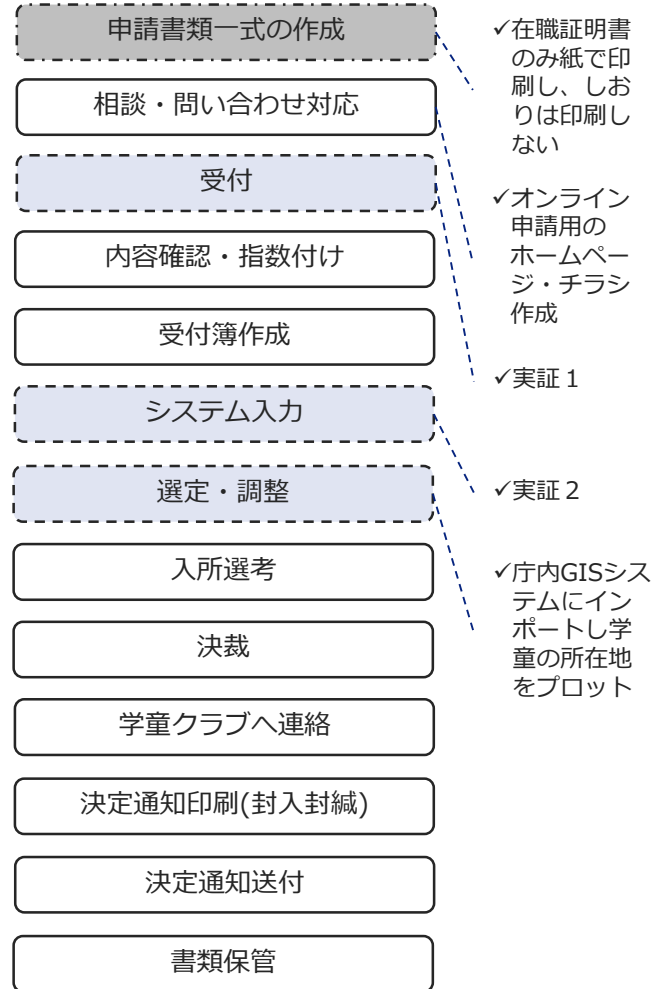 申請書類一式の作成
相談・問い合わせ対応
受付
内容確認・指数付け
受付簿作成
システム入力
選定・調整
入所選考
決裁
学童クラブへ連絡
決定通知印刷(封入封緘)
決定通知送付
書類保管
✓在職証明書
のみ紙で印
刷し、しお
りは印刷し
ない
✓オンライン
申請用の
ホームペー
ジ・チラシ
作成
✓実証１
✓実証２
✓庁内GISシス
テムにイン
ポートし学
童の所在地
をプロット